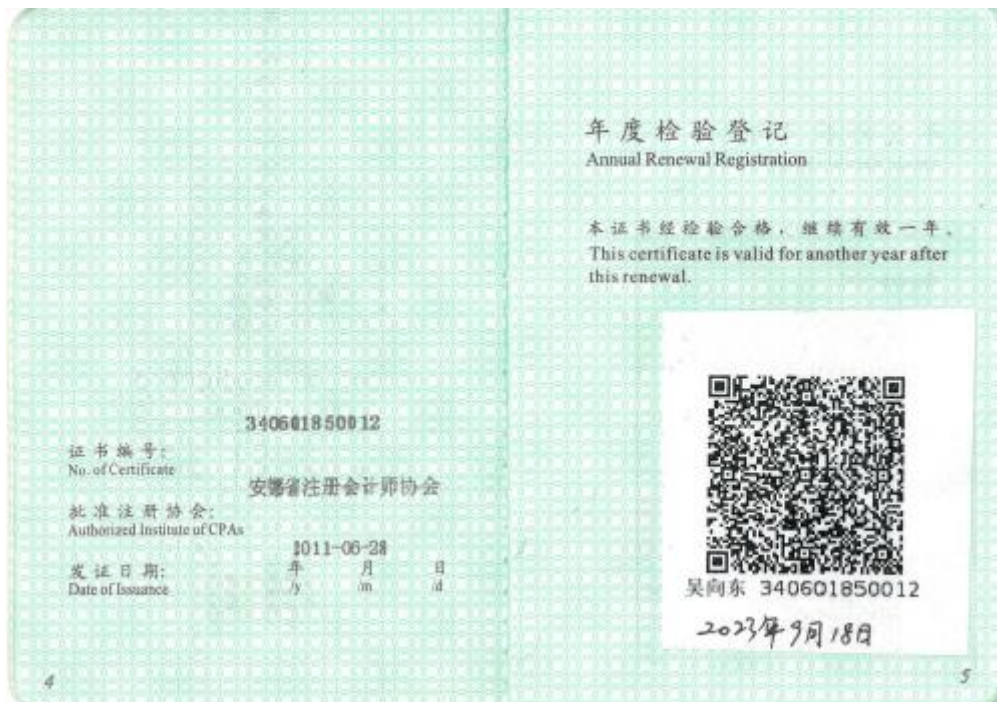 340601850012
证书编号:
No. of Certificate
安徽省注册会计师协会
批准注册协会:
Authorized Institute of CPAs
2011-06-28
发证日期: 年 月 日
Date of Issuance /y /m /d
4
年度检验登记
Annual Renewal Registration
本证书经检验合格，继续有效一年。
This certificate is valid for another year after
this renewal.
吴向东 340601850012
2023年9月18日
5